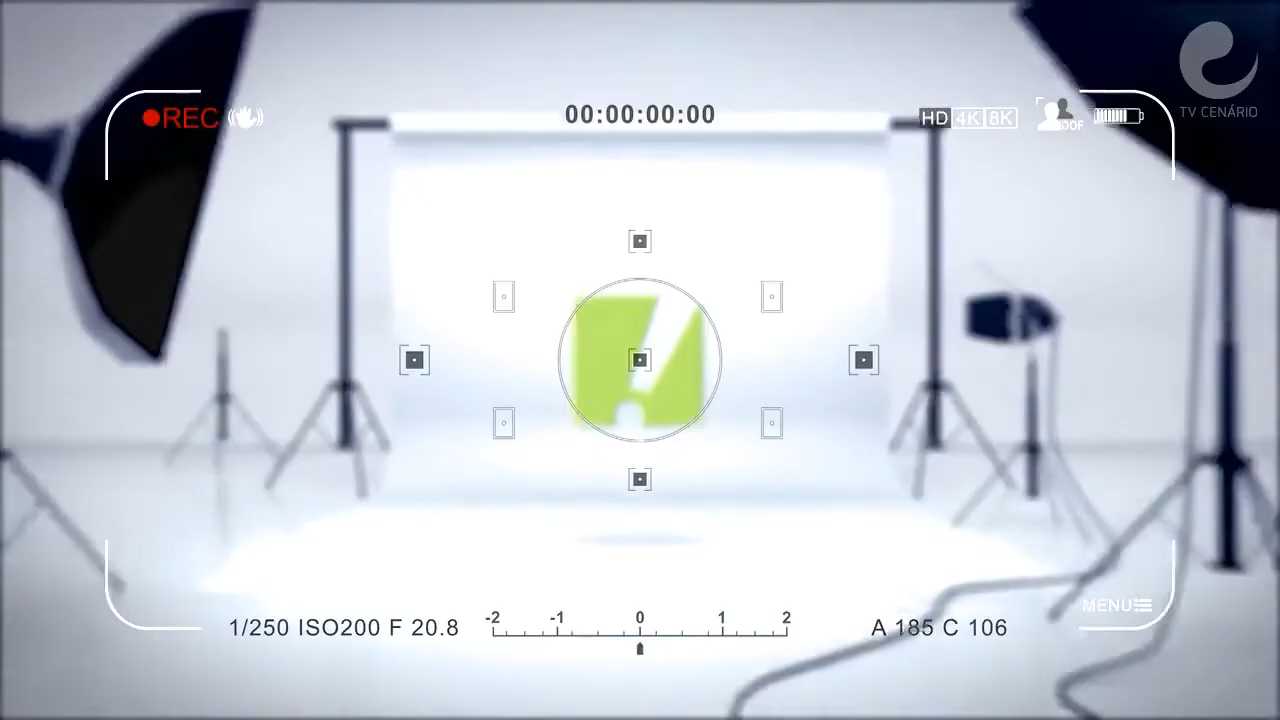 REC
00:00:00:00
HD 4K 8K
OOF
TV CENÁRIO
MENU
1/250 ISO200 F 20.8
-2 -1 0 1 2
A 185 C 106